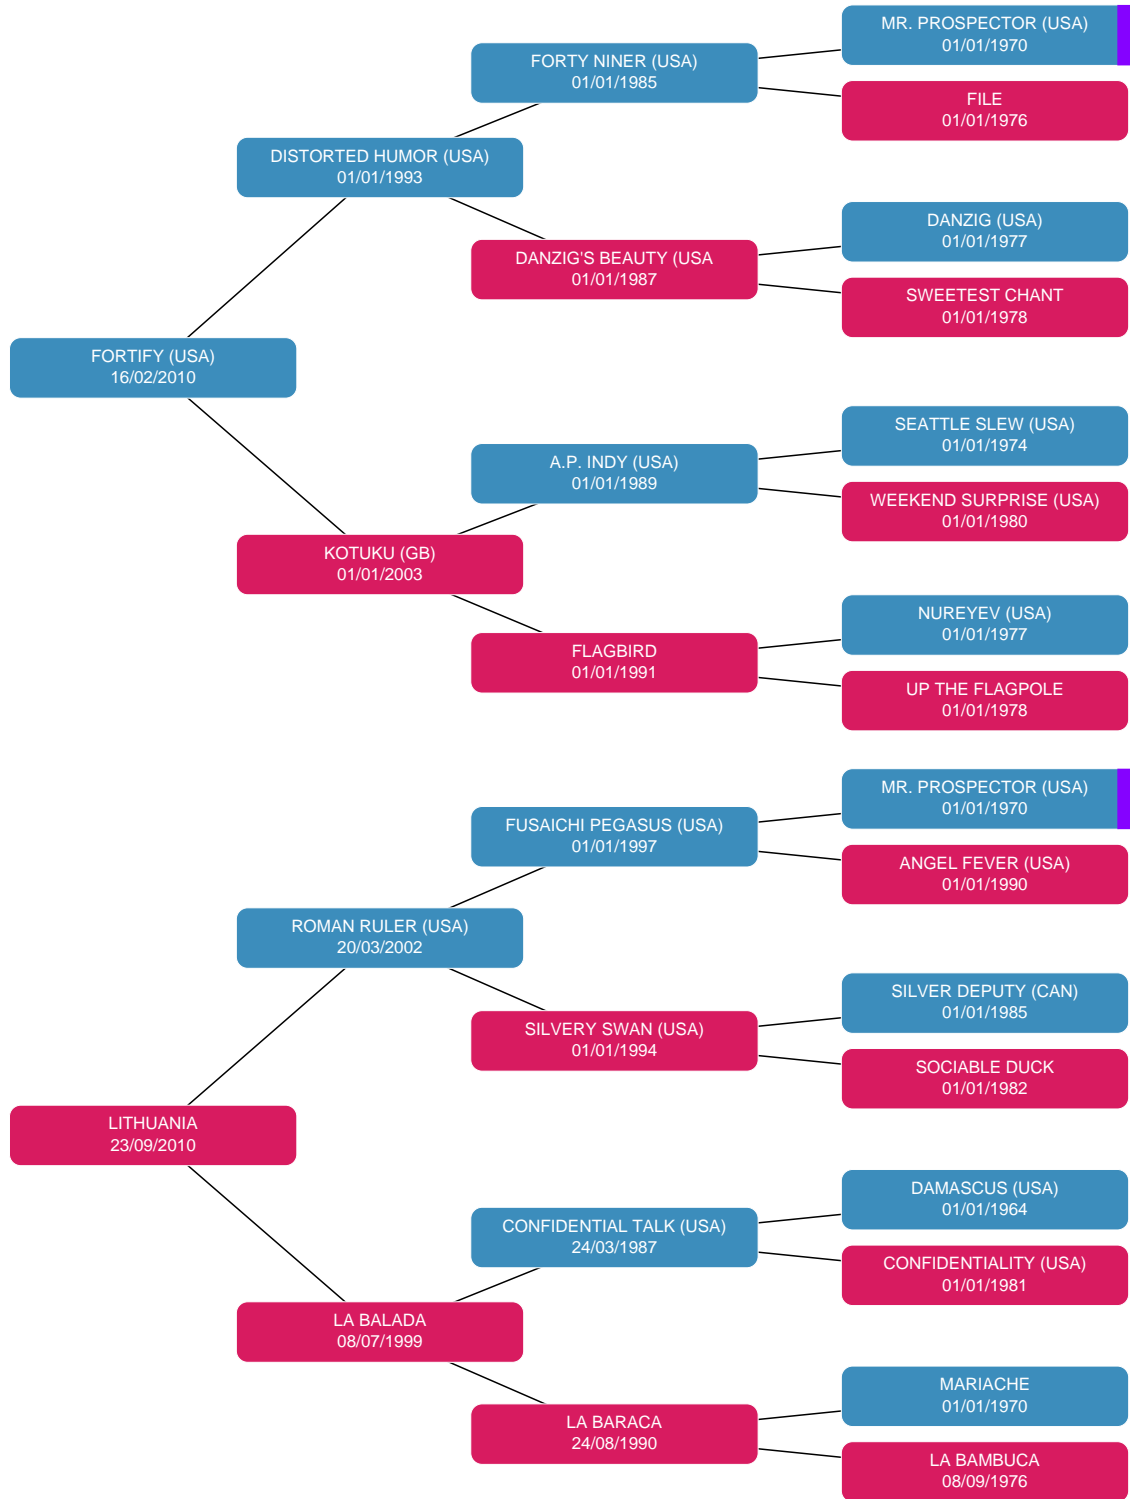 MR. PROSPECTOR (USA)
01/01/1970
FORTY NINER (USA)
01/01/1985
FILE
01/01/1976
DISTORTED HUMOR (USA)
01/01/1993
DANZIG (USA)
01/01/1977
DANZIG'S BEAUTY (USA
01/01/1987
SWEETEST CHANT
01/01/1978
FORTIFY (USA)
16/02/2010
SEATTLE SLEW (USA)
01/01/1974
A.P. INDY (USA)
01/01/1989
WEEKEND SURPRISE (USA)
01/01/1980
KOTUKU (GB)
01/01/2003
NUREYEV (USA)
01/01/1977
FLAGBIRD
01/01/1991
UP THE FLAGPOLE
01/01/1978
MR. PROSPECTOR (USA)
01/01/1970
FUSAICHI PEGASUS (USA)
01/01/1997
ANGEL FEVER (USA)
01/01/1990
ROMAN RULER (USA)
20/03/2002
SILVER DEPUTY (CAN)
01/01/1985
SILVERY SWAN (USA)
01/01/1994
SOCIABLE DUCK
01/01/1982
LITHUANIA
23/09/2010
DAMASCUS (USA)
01/01/1964
CONFIDENTIAL TALK (USA)
24/03/1987
CONFIDENTIALITY (USA)
01/01/1981
LA BALADA
08/07/1999
MARIACHE
01/01/1970
LA BARACA
24/08/1990
LA BAMBUCA
08/09/1976